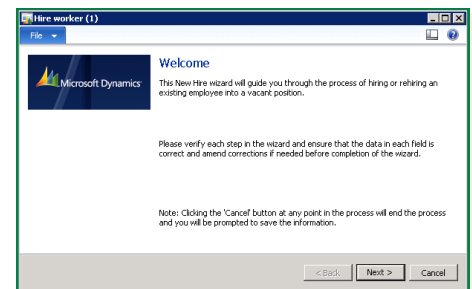 Hire worker (1)
File
Microsoft Dynamics
Welcome
This New Hire wizard will guide you through the process of hiring or rehiring an
existing employee into a vacant position.
Please verify each step in the wizard and ensure that the data in each field is
correct and amend corrections if needed before completion of the wizard.
Note: Clicking the 'Cancel' button at any point in the process will end the process
and you will be prompted to save the information.
< Back Next > Cancel